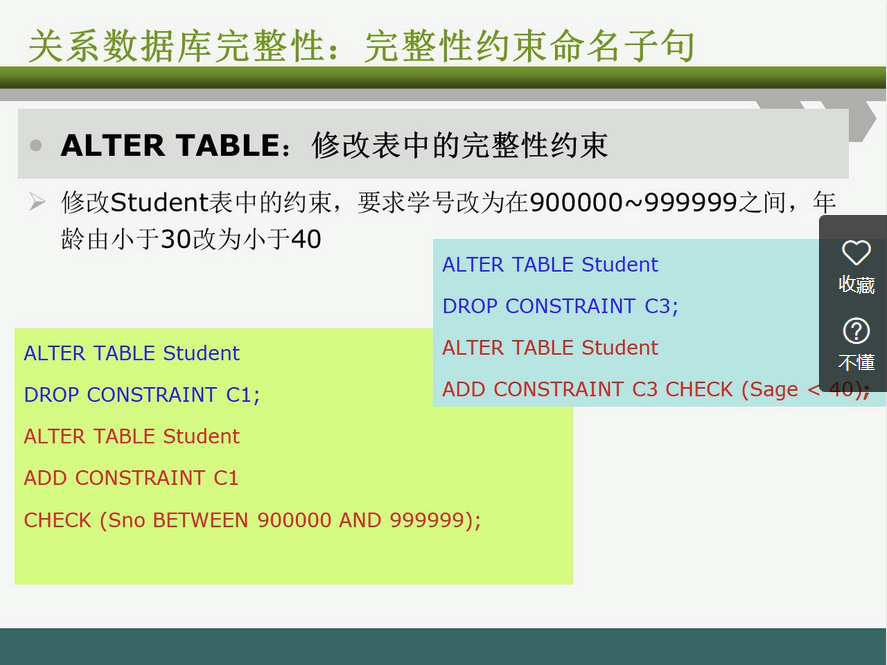 关系数据库完整性：完整性约束命名子句
ALTER TABLE：修改表中的完整性约束
修改Student表中的约束，要求学号改为在900000~999999之间，年
龄由小于30改为小于40
ALTER TABLE Student
DROP CONSTRAINT C1;
ALTER TABLE Student
ADD CONSTRAINT C1
CHECK (Sno BETWEEN 900000 AND 999999);
ALTER TABLE Student
DROP CONSTRAINT C3;
ALTER TABLE Student
ADD CONSTRAINT C3 CHECK (Sage < 40);
收藏
不懂